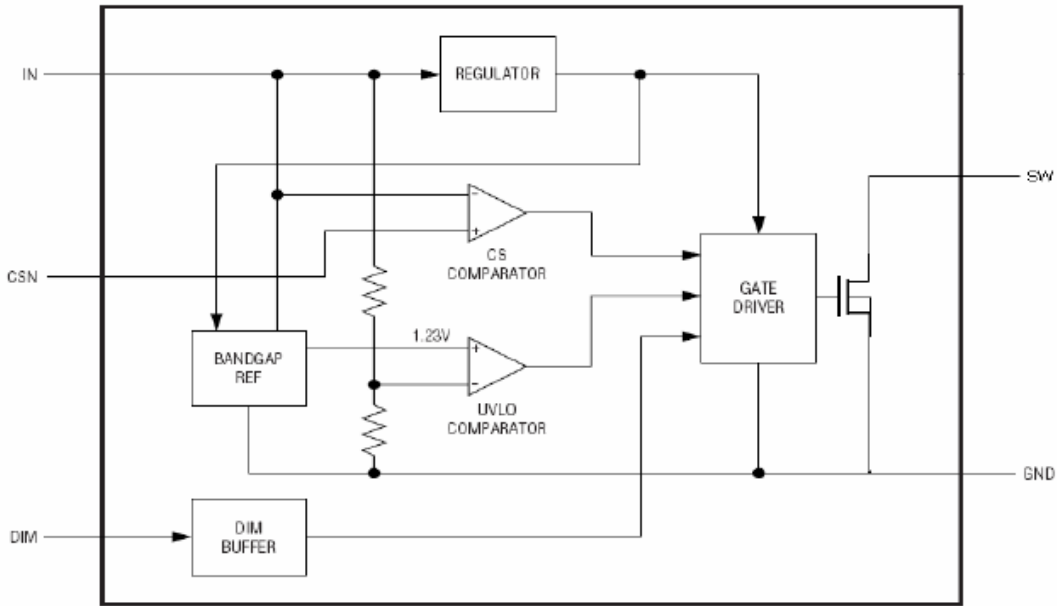 IN
REGULATOR
SW
-
+
CS
COMPARATOR
CSN
GATE
DRIVER
1.23V
BANDGAP
REF
+
-
UVLO
COMPARATOR
GND
DIM
DIM
BUFFER